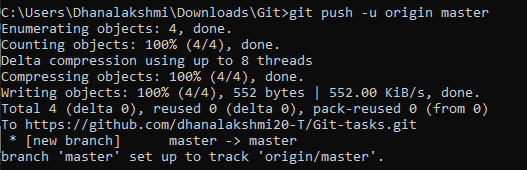 C:\Users\Dhanalakshmi\Downloads\Git>git push -u origin master
Enumerating objects: 4, done.
Counting objects: 100% (4/4), done.
Delta compression using up to 8 threads
Compressing objects: 100% (4/4), done.
Writing objects: 100% (4/4), 552 bytes | 552.00 KiB/s, done.
Total 4 (delta 0), reused 0 (delta 0), pack-reused 0 (from 0)
To https://github.com/dhanalakshmi20-T/Git-tasks.git
 * [new branch]      master -> master
branch 'master' set up to track 'origin/master'.